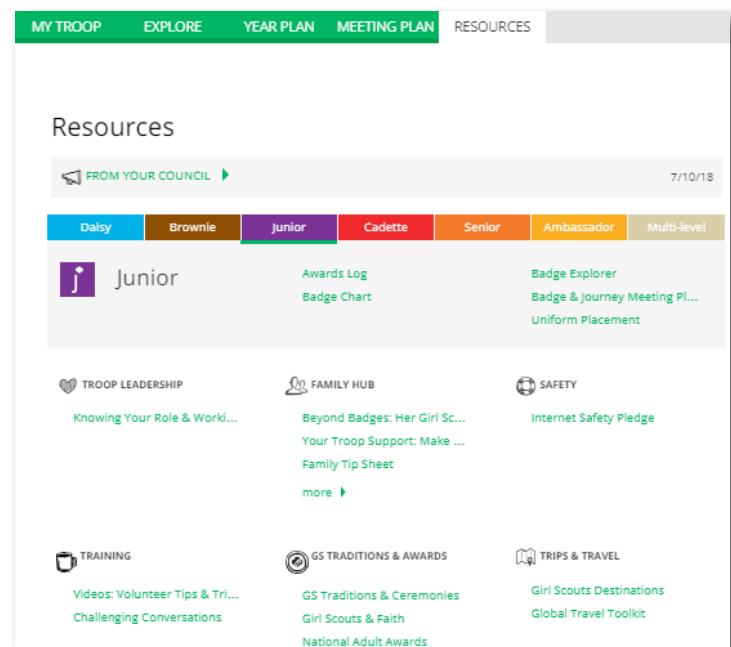 MY TROOP EXPLORE YEAR PLAN MEETING PLAN RESOURCES
Resources
FROM YOUR COUNCIL 7/10/18
Daisy Brownie Junior Cadette Senior Ambassador Multi-level
j Junior
Awards Log
Badge Chart
Badge Explorer
Badge & Journey Meeting Pl...
Uniform Placement
TROOP LEADERSHIP
Knowing Your Role & Worki...
FAMILY HUB
Beyond Badges: Her Girl Sc...
Your Troop Support: Make ...
Family Tip Sheet
more
SAFETY
Internet Safety Pledge
TRAINING
Videos: Volunteer Tips & Tri...
Challenging Conversations
GS TRADITIONS & AWARDS
GS Traditions & Ceremonies
Girl Scouts & Faith
National Adult Awards
TRIPS & TRAVEL
Girl Scouts Destinations
Global Travel Toolkit